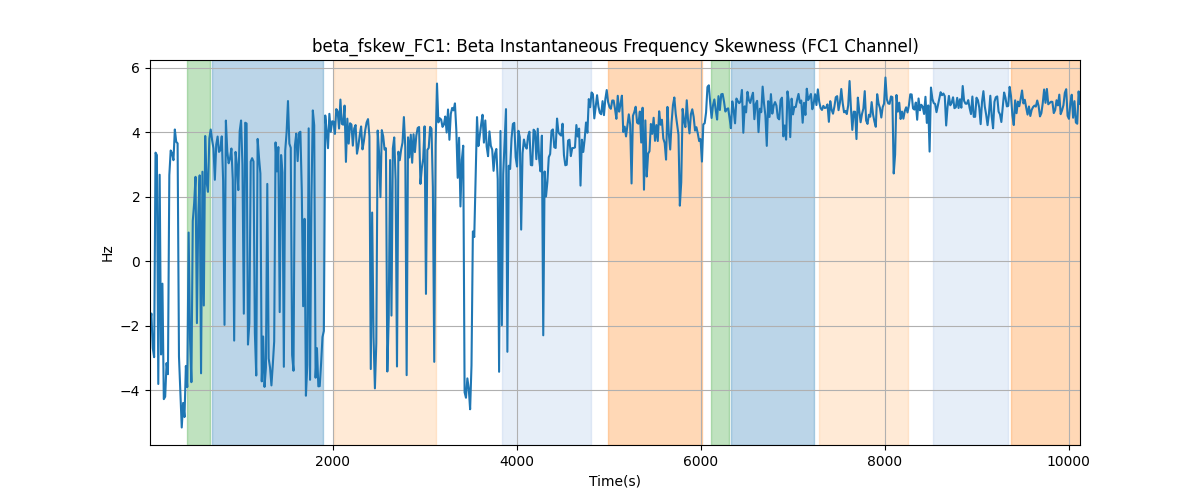 beta_fskew_FC1: Beta Instantaneous Frequency Skewness (FC1 Channel)
6
4
2
0
−2
−4
Hz
2000 4000 6000 8000 10000
Time(s)